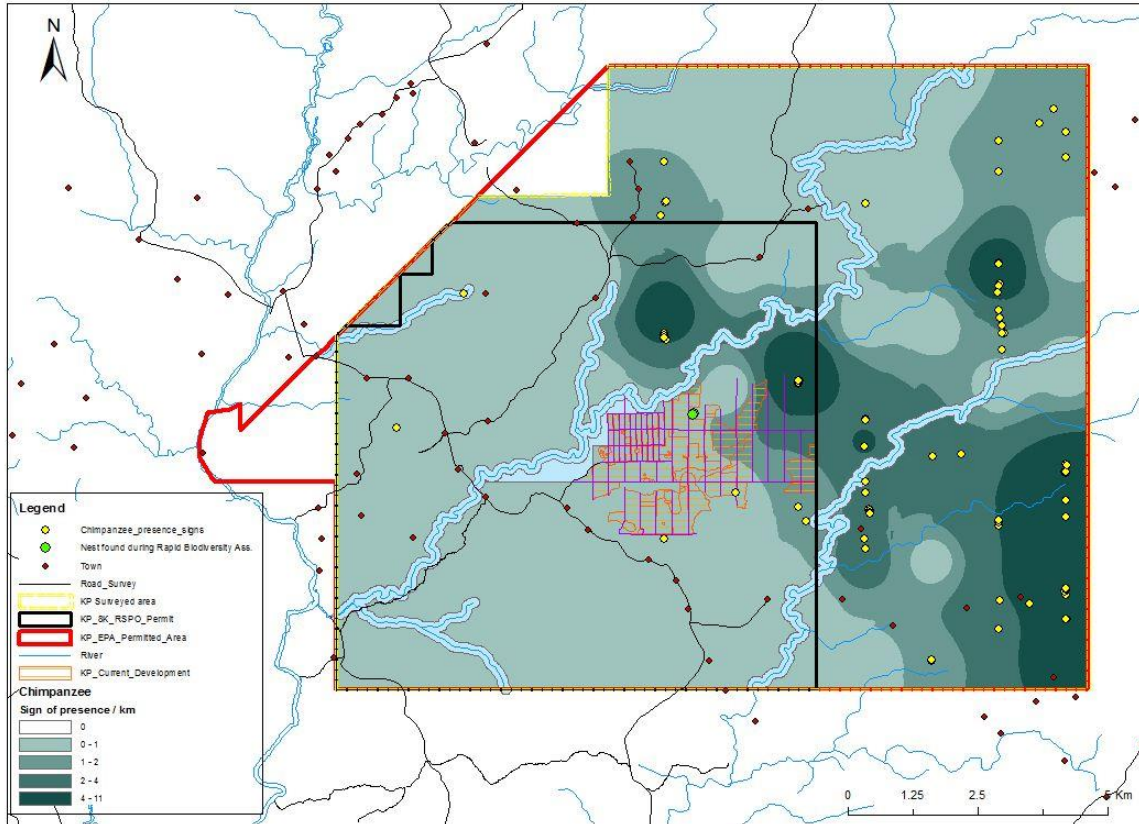 N
Legend
Chimpanzee_presence_signs
Nest found during Rapid Biodiversity Ass.
Town
Road_Survey
KP Surveyed area
KP_8K_RSPO_Permit
KP_EPA_Permitted_Area
River
KP_Current_Development
Chimpanzee
Sign of presence / km
0
0 - 1
1 - 2
2 - 4
4 - 11
0 1.25 2.5 5 Km